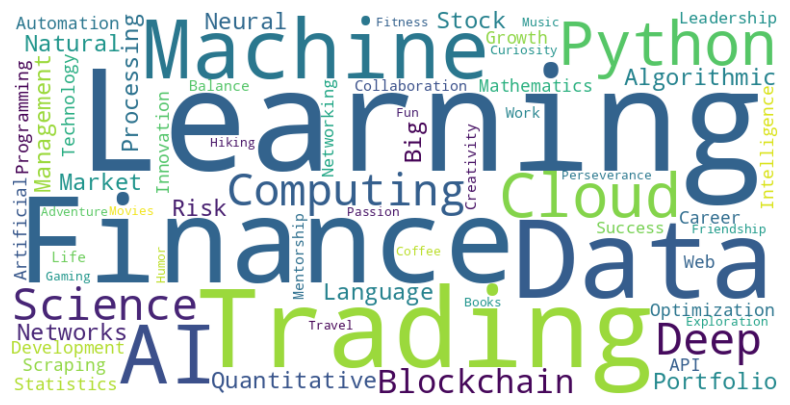 Automation
Neural
Stock
Fitness
Music
Leadership
Natural
Machine
Growth
Curiosity
Python
Processing
Programming
Management
Technology
Balance
Collaboration
Mathematics
Algorithmic
Learning
Innovation
Networking
Fun
Big
Work
Creativity
Intelligence
Hiking
Market
Computing
Perseverance
Artificial
Adventure
Movies
Risk
Passion
Cloud
Career
Success
Friendship
Life
Finance
Data
Humor
Mentorship
Coffee
Web
Gaming
Science
Trading
Language
Books
Optimization
Exploration
Networks
AI
Travel
Deep
Development
Scraping
API
Statistics
Quantitative
Blockchain
Portfolio